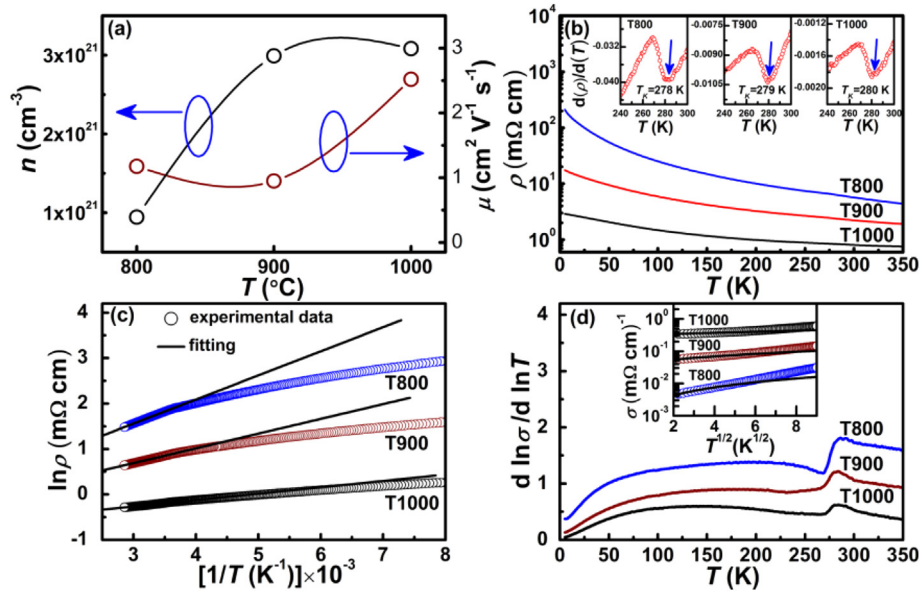 (a)
3x10²¹
2x10²¹
1x10²¹
n (cm⁻³)
3
2
1
0
μ (cm² V⁻¹ s⁻¹)
800 900 1000
T (°C)
(b)
10⁴
10³
10²
10¹
10⁰
ρ (mΩ cm)
d(ρ)/d(T)
T800
-0.032
-0.040
T_K=278 K
260 280 300
T (K)
T900
-0.0075
-0.0090
-0.0105
T_K=279 K
260 280 300
T (K)
T1000
-0.0012
-0.0016
-0.0020
T_K=280 K
260 280 300
T (K)
T800
T900
T1000
0 50 100 150 200 250 300 350
T (K)
(c)
experimental data
fitting
4
3
2
1
0
-1
lnρ (mΩ cm)
T800
T900
T1000
3 4 5 6 7 8
[1/T (K⁻¹)]×10⁻³
(d)
4
3
2
1
0
d lnσ/d lnT
10⁰
10⁻¹
10⁻²
10⁻³
σ (mΩ cm)⁻¹
T1000
T900
T800
2 4 6 8
T^1/2(K^1/2)
T800
T900
T1000
0 50 100 150 200 250 300 350
T (K)